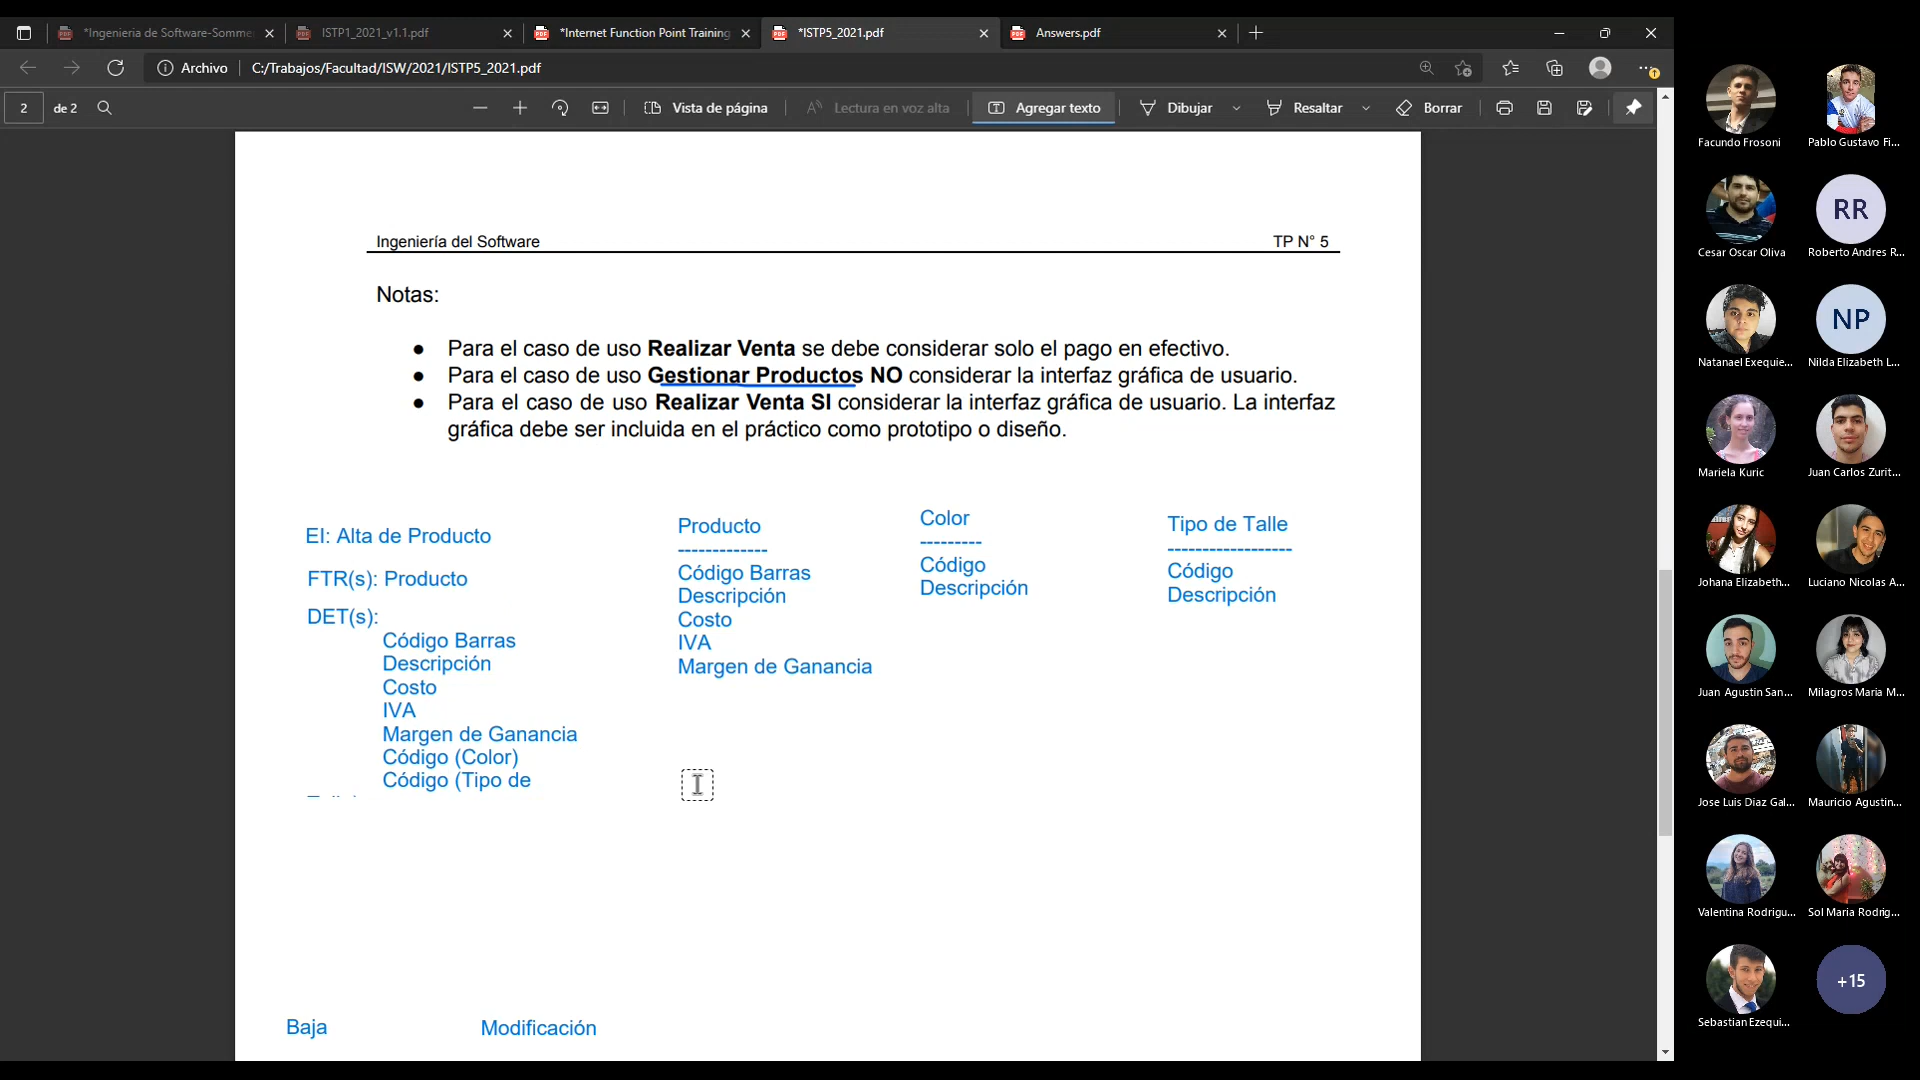 *Ingenieria de Software-Somme
ISTP1_2021_v1.1.pdf
*Internet Function Point Training
*ISTP5_2021.pdf
Answers.pdf
Archivo
C:/Trabajos/Facultad/ISW/2021/ISTP5_2021.pdf
2
de 2
Vista de página
Lectura en voz alta
Agregar texto
Dibujar
Resaltar
Borrar
Ingeniería del Software
TP N° 5
Notas:
● Para el caso de uso Realizar Venta se debe considerar solo el pago en efectivo.
● Para el caso de uso Gestionar Productos NO considerar la interfaz gráfica de usuario.
● Para el caso de uso Realizar Venta SI considerar la interfaz gráfica de usuario. La interfaz
gráfica debe ser incluida en el práctico como prototipo o diseño.
EI: Alta de Producto
FTR(s): Producto
DET(s):
Código Barras
Descripción
Costo
IVA
Margen de Ganancia
Código (Color)
Código (Tipo de
Producto
-------------
Código Barras
Descripción
Costo
IVA
Margen de Ganancia
Color
---------
Código
Descripción
Tipo de Talle
------------------
Código
Descripción
Baja
Modificación
Facundo Frosoni
Pablo Gustavo Fi...
Cesar Oscar Oliva
RR
Roberto Andres R...
Natanael Exequie...
NP
Nilda Elizabeth L...
Mariela Kuric
Juan Carlos Zurit...
Johana Elizabeth...
Luciano Nicolas A...
Juan Agustin San...
Milagros Maria M...
Jose Luis Diaz Gal...
Mauricio Agustin...
Valentina Rodrigu...
Sol Maria Rodrig...
Sebastian Ezequi...
+15